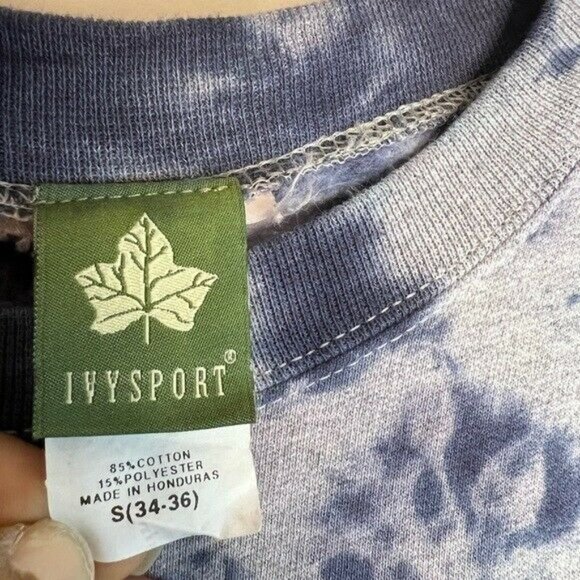 IVYSPORT®
85%COTTON
15%POLYESTER
MADE IN HONDURAS
S(34-36)